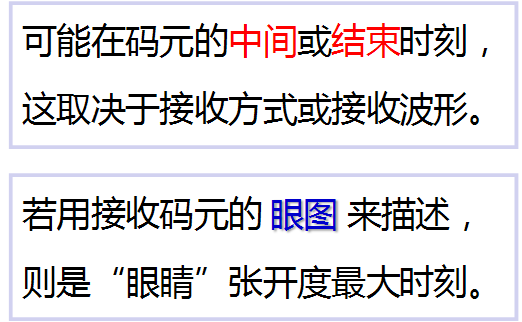 可能在码元的中间或结束时刻，
这取决于接收方式或接收波形。
若用接收码元的 眼图 来描述，
则是“眼睛”张开度最大时刻。